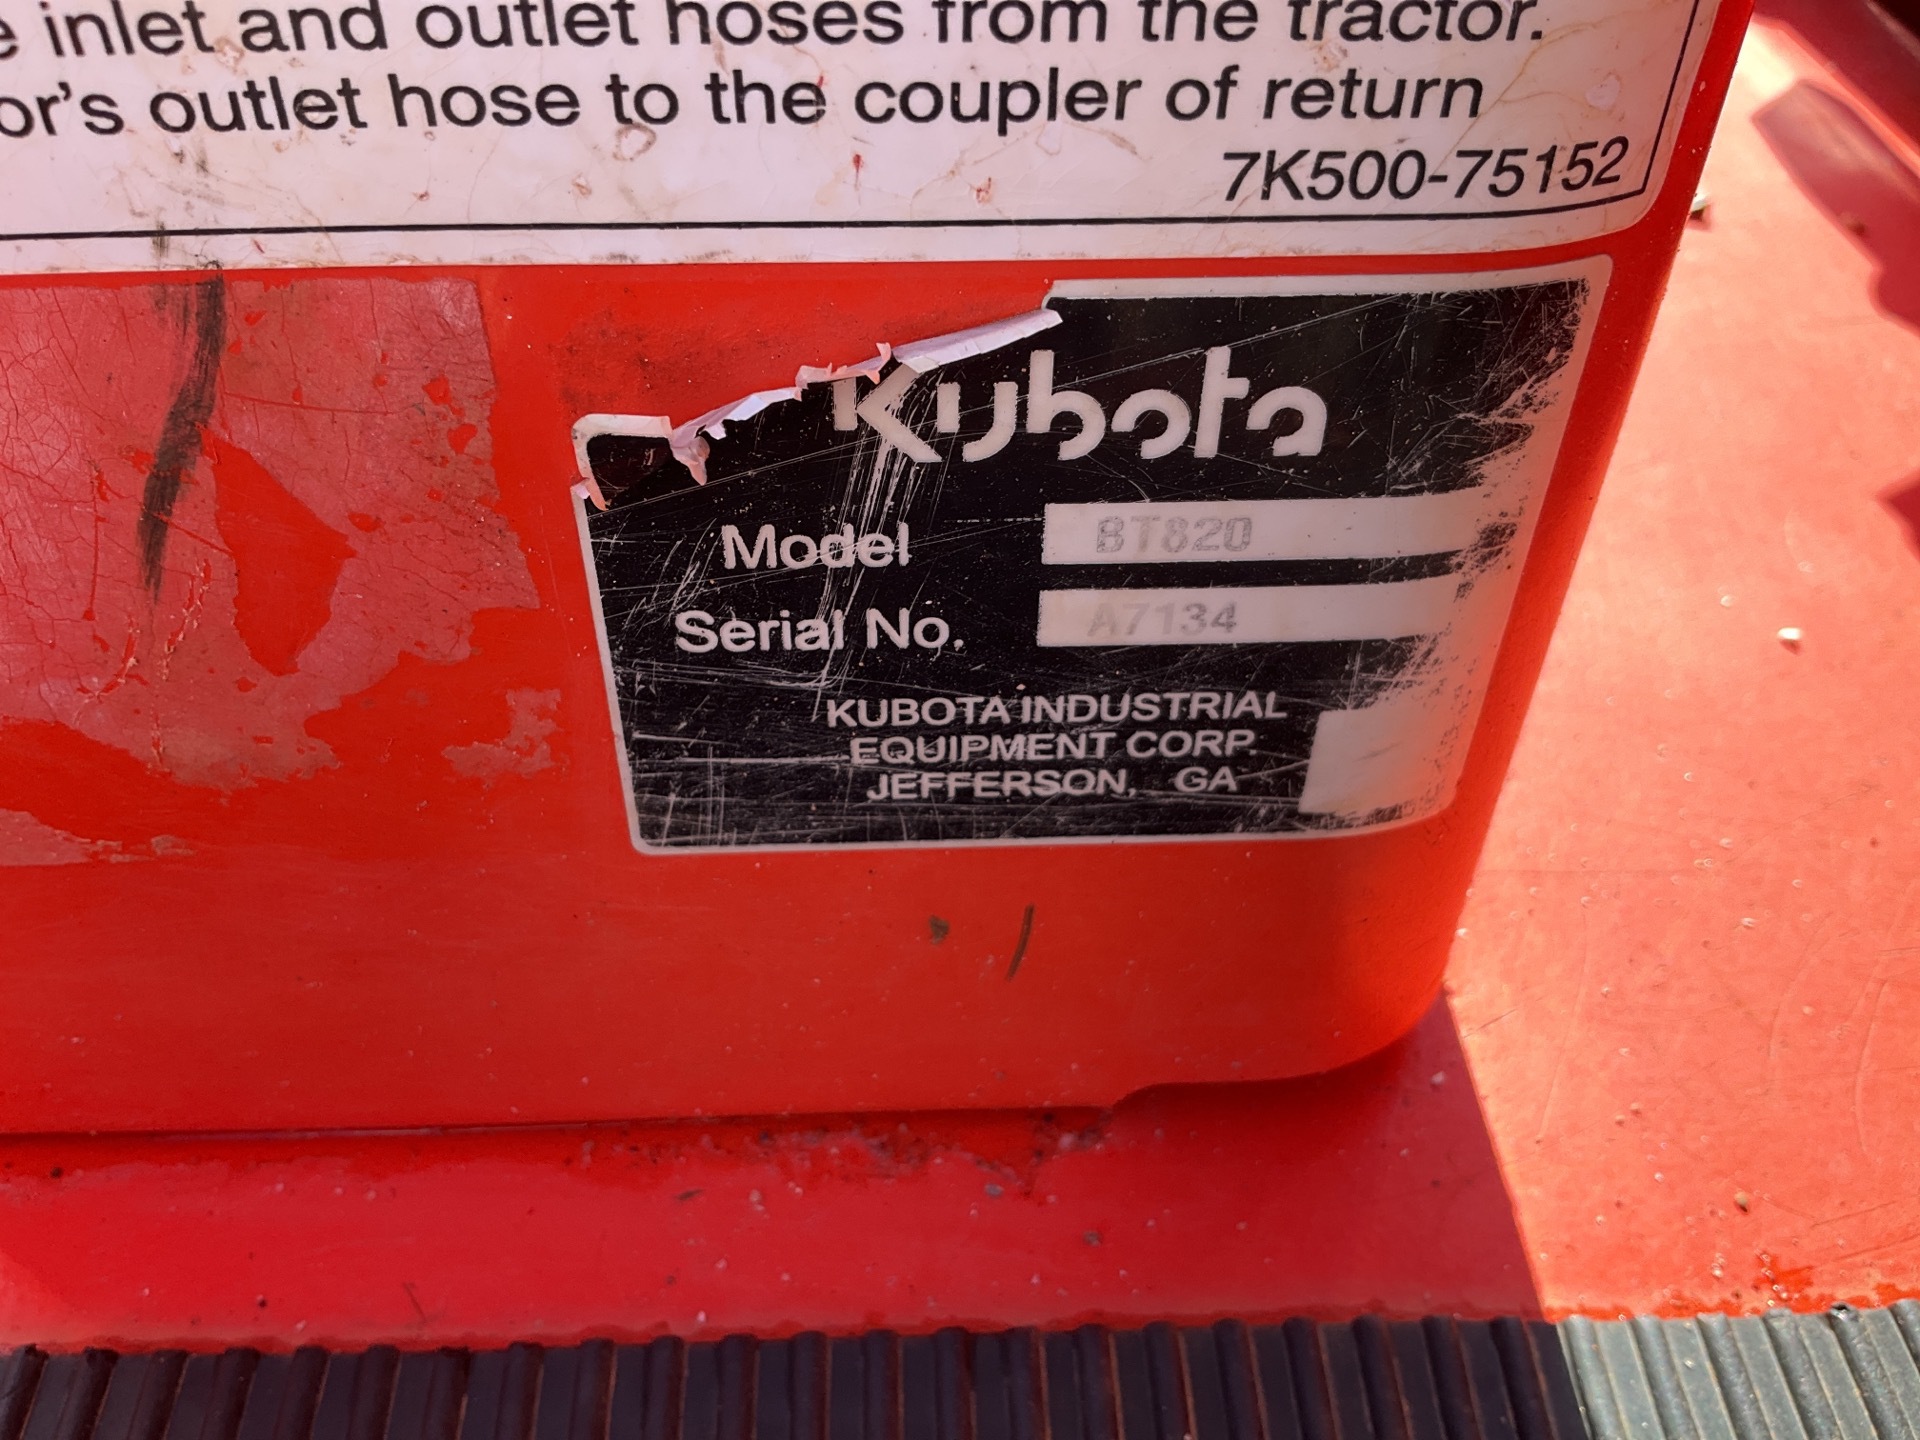 e inlet and outlet hoses from the tractor.
or's outlet hose to the coupler of return
7K500-75152
Kubota
Model BT820
Serial No. A7134
KUBOTA INDUSTRIAL
EQUIPMENT CORP.
JEFFERSON, GA